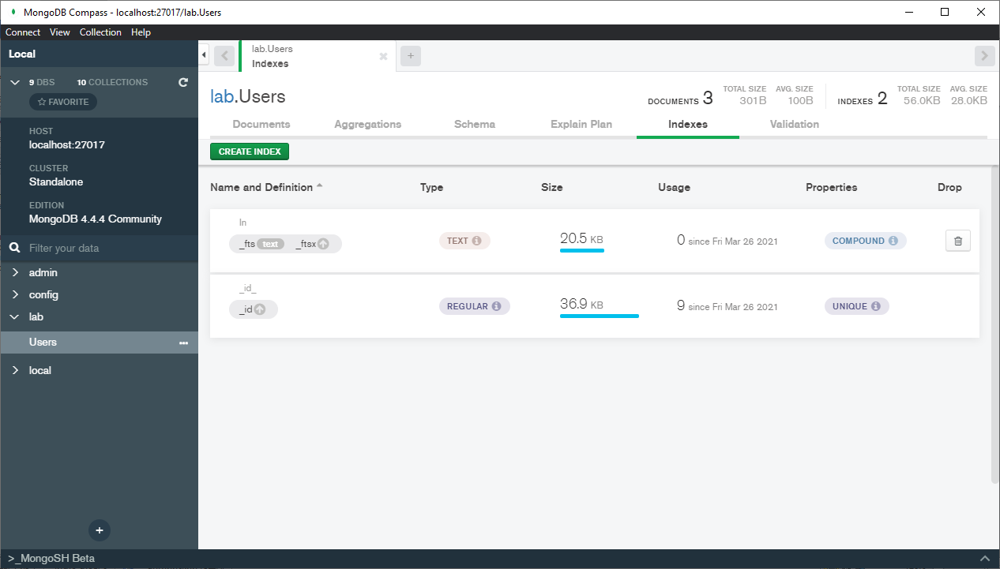 MongoDB Compass - localhost:27017/lab.Users
Connect View Collection Help
Local
9 DBS 10 COLLECTIONS
FAVORITE
HOST
localhost:27017
CLUSTER
Standalone
EDITION
MongoDB 4.4.4 Community
Filter your data
admin
config
lab
Users
local
>_MongoSH Beta
lab.Users
Indexes
lab.Users
DOCUMENTS 3 TOTAL SIZE 301B AVG. SIZE 100B INDEXES 2 TOTAL SIZE 56.0KB AVG. SIZE 28.0KB
Documents Aggregations Schema Explain Plan Indexes Validation
CREATE INDEX
Name and Definition Type Size Usage Properties Drop
In
_fts text _ftsx TEXT 20.5 KB 0 since Fri Mar 26 2021 COMPOUND
_id_
_id REGULAR 36.9 KB 9 since Fri Mar 26 2021 UNIQUE